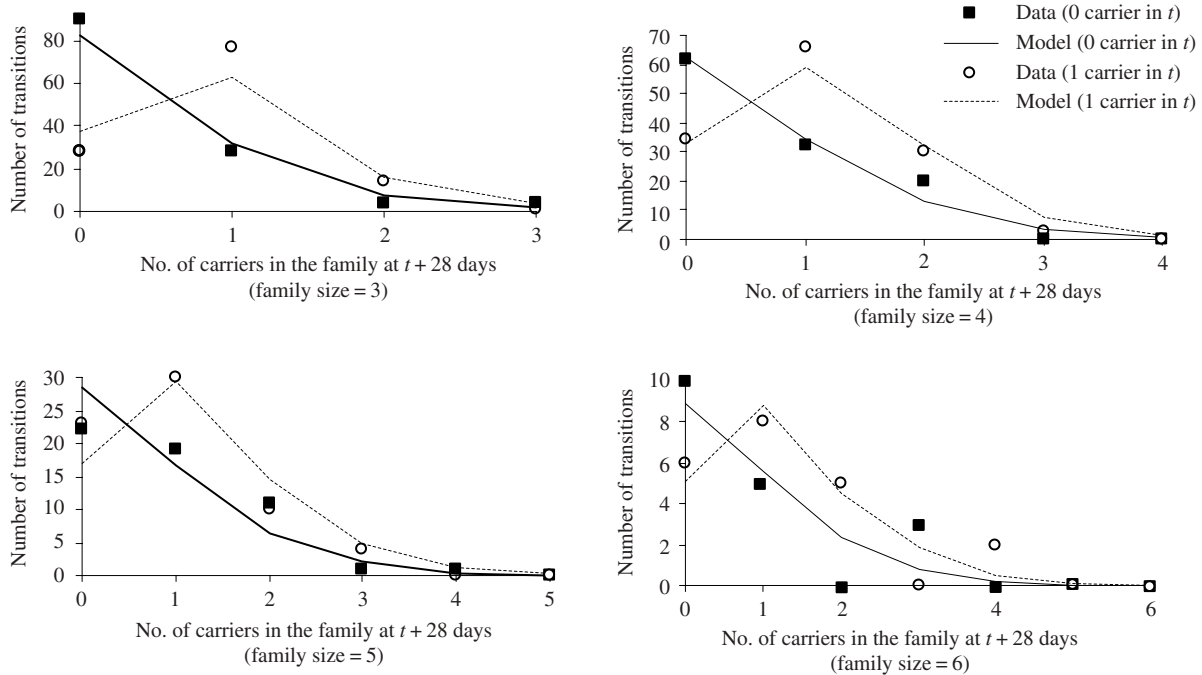 Number of transitions
80
60
40
20
0
0 1 2 3
No. of carriers in the family at t + 28 days
(family size = 3)
Number of transitions
70
60
50
40
30
20
10
0
0 1 2 3 4
No. of carriers in the family at t + 28 days
(family size = 4)
Data (0 carrier in t)
Model (0 carrier in t)
Data (1 carrier in t)
Model (1 carrier in t)
Number of transitions
30
25
20
15
10
5
0
0 1 2 3 4 5
No. of carriers in the family at t + 28 days
(family size = 5)
Number of transitions
10
8
6
4
2
0
0 1 2 3 4 5 6
No. of carriers in the family at t + 28 days
(family size = 6)